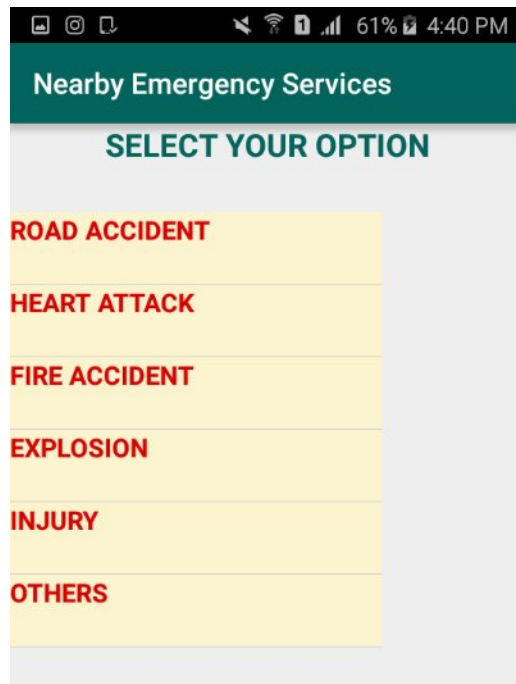 61% 4:40 PM
Nearby Emergency Services
SELECT YOUR OPTION
ROAD ACCIDENT
HEART ATTACK
FIRE ACCIDENT
EXPLOSION
INJURY
OTHERS